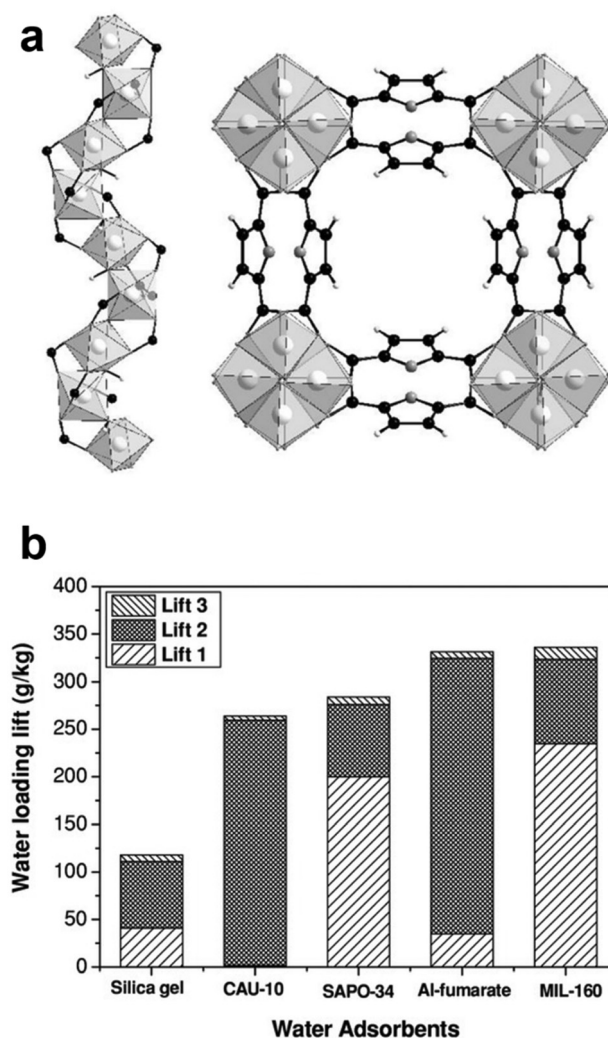 a
b
400
350
300
250
200
150
100
50
0
Water loading lift (g/kg)
Lift 3
Lift 2
Lift 1
Silica gel CAU-10 SAPO-34 Al-fumarate MIL-160
Water Adsorbents